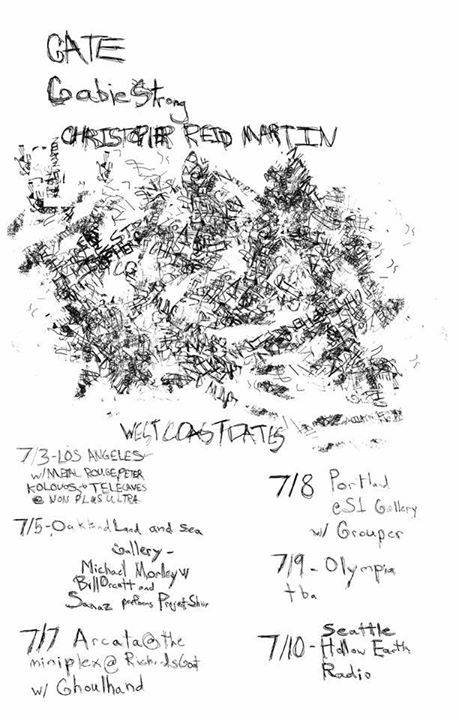 GATE
Gabie Strong
CHRISTOPHER REID MARTIN
WEST COAST DATES
7/3-LOS ANGELES
w/ METAL ROUGE PETER
KOLOVOS + TELECAVES
@ NON PLUS ULTRA
7/5-Oakland Land and Sea
Gallery-
Michael Morley w/
Bill Orcutt and
Sanaz performs
7/7 Arcata@the
miniplex@ Richards Goat
w/ Ghoulhand
7/8 Portland
@S1 Gallery
w/ Grouper
7/9-Olympia
tba
7/10-Seattle
Hollow Earth
Radio